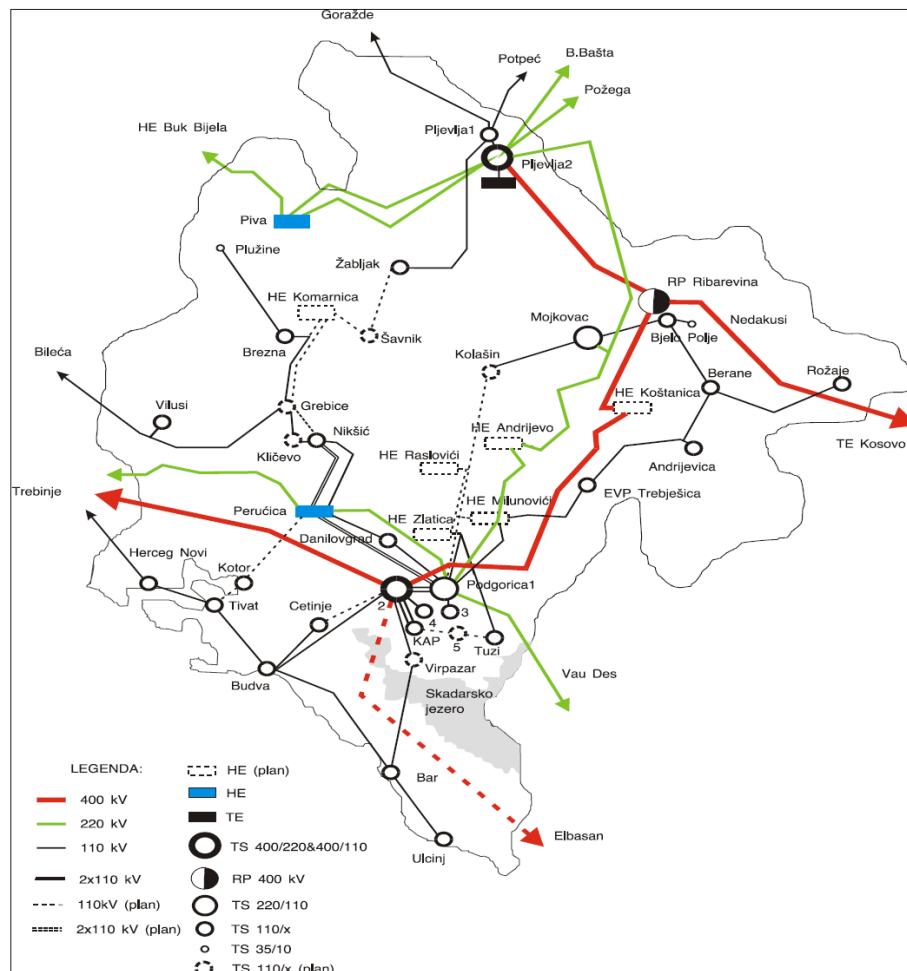 Goražde
B.Bašta
Potpeć
Požega
Pljevlja1
HE Buk Bijela
Pljevlja2
Piva
Plužine
Žabljak
RP Ribarevina
HE Komarnica
Nedakusi
Mojkovac
Šavnik
Bjelo Polje
Bileća
Brezna
Kolašin
Berane
Rožaje
Vilusi
Grebice
HE Koštanica
HE Andrijevo
TE Kosovo
Kličevo
Nikšić
HE Raslovići
Andrijevica
Trebinje
EVP Trebješica
HE Milunovići
Perućica
HE Zlatica
Danilovgrad
Herceg Novi
Kotor
Podgorica1
Tivat
Cetinje
2
4
3
KAP
5
Tuzi
Virpazar
Vau Des
Budva
Skadarsko
jezero
Bar
Elbasan
Ulcinj
LEGENDA:
400 kV
220 kV
110 kV
2x110 kV
110kV (plan)
2x110 kV (plan)
HE (plan)
HE
TE
TS 400/220&400/110
RP 400 kV
TS 220/110
TS 110/x
TS 35/10
TS 110/x (plan)